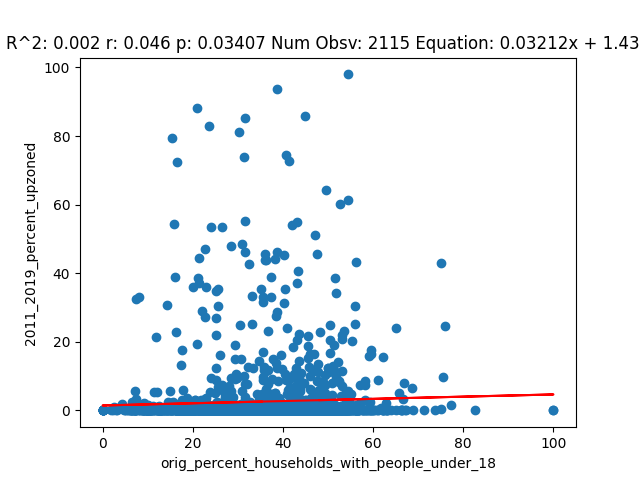 R^2: 0.002 r: 0.046 p: 0.03407 Num Obsv: 2115 Equation: 0.03212x + 1.43
100
80
60
40
20
0
2011_2019_percent_upzoned
0 20 40 60 80 100
orig_percent_households_with_people_under_18